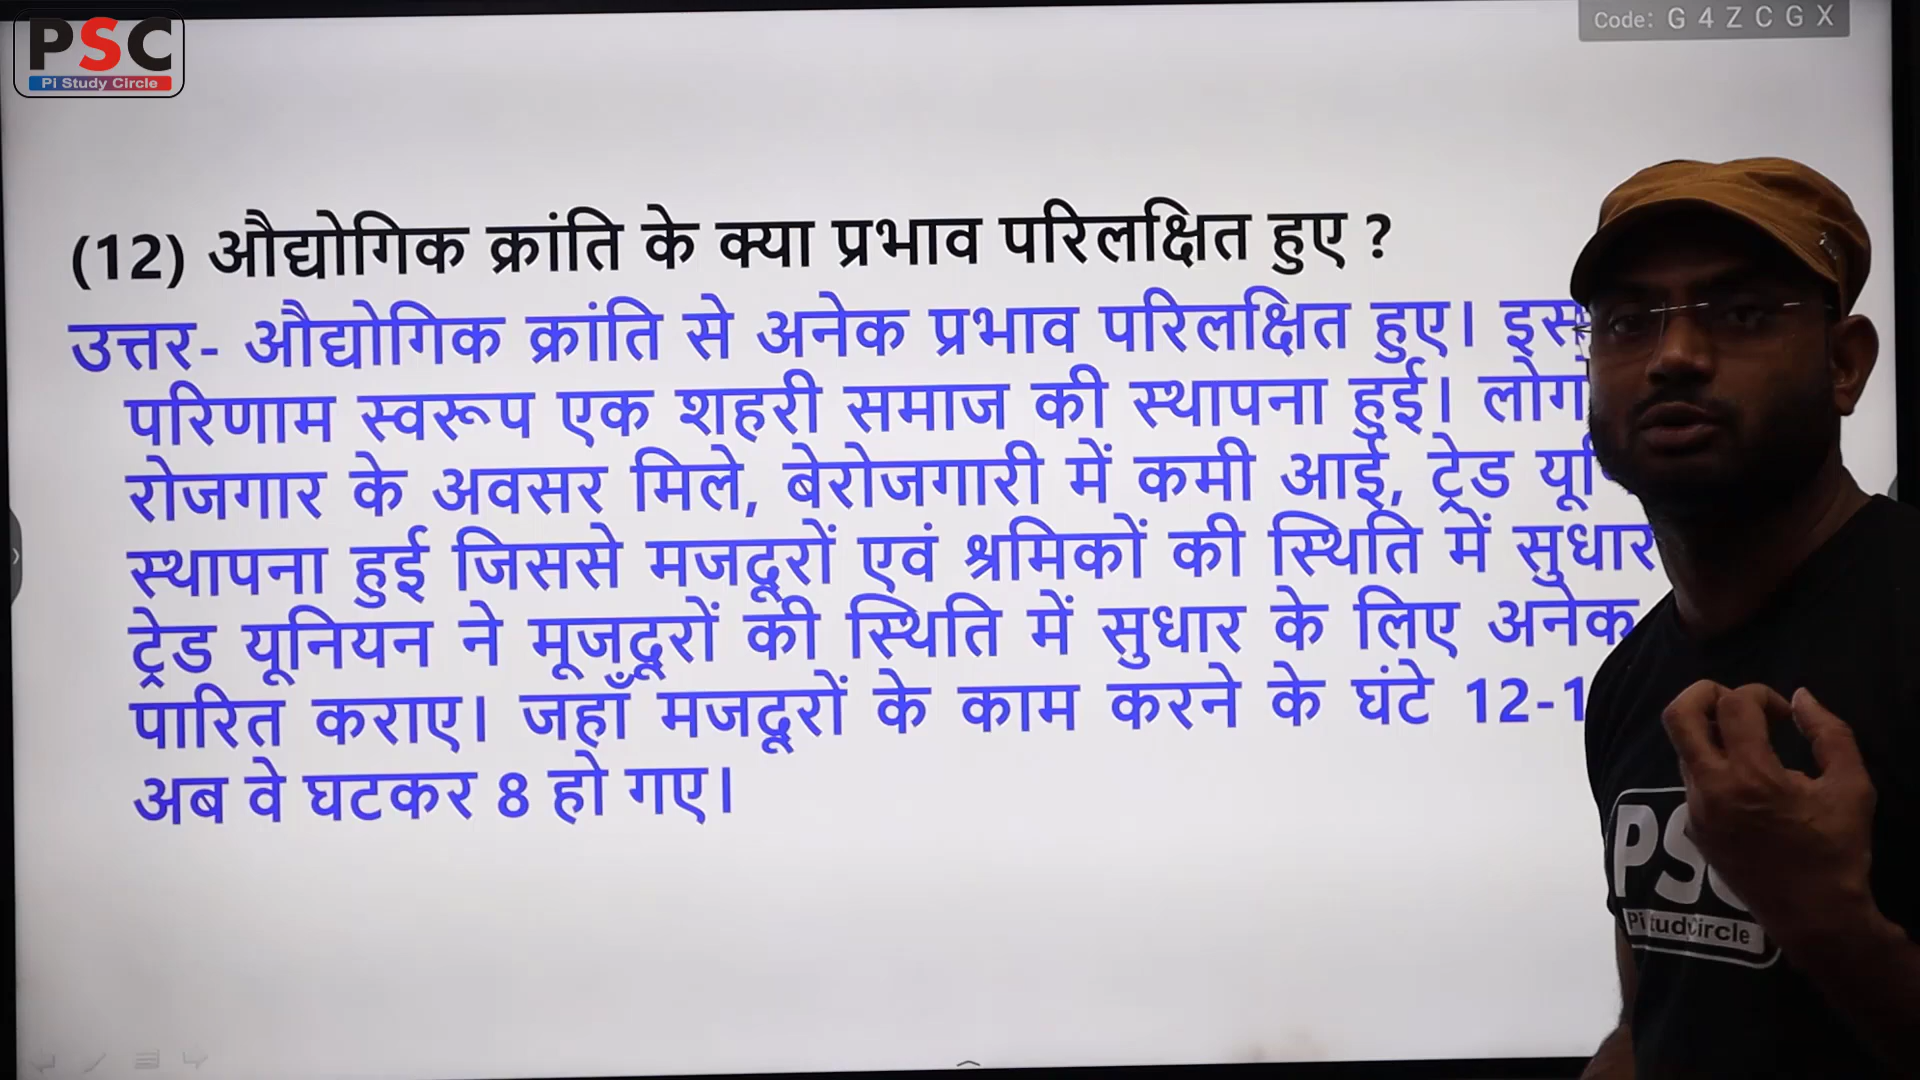 PSC
Pi Study Circle
Code: G 4 Z C G X
(12) औद्योगिक क्रांति के क्या प्रभाव परिलक्षित हुए ?
उत्तर- औद्योगिक क्रांति से अनेक प्रभाव परिलक्षित हुए।
परिणाम स्वरूप एक शहरी समाज की स्थापना हुई।
रोजगार के अवसर मिले, बेरोजगारी में कमी आई, ट्रेड
स्थापना हुई जिससे मजदूरों एवं श्रमिकों की स्थिति में सुधार
ट्रेड यूनियन ने मूजदूरों की स्थिति में सुधार के लिए अनेक
पारित कराए। जहाँ मजदूरों के काम करने के घंटे 12-1
अब वे घटकर 8 हो गए।
PSC